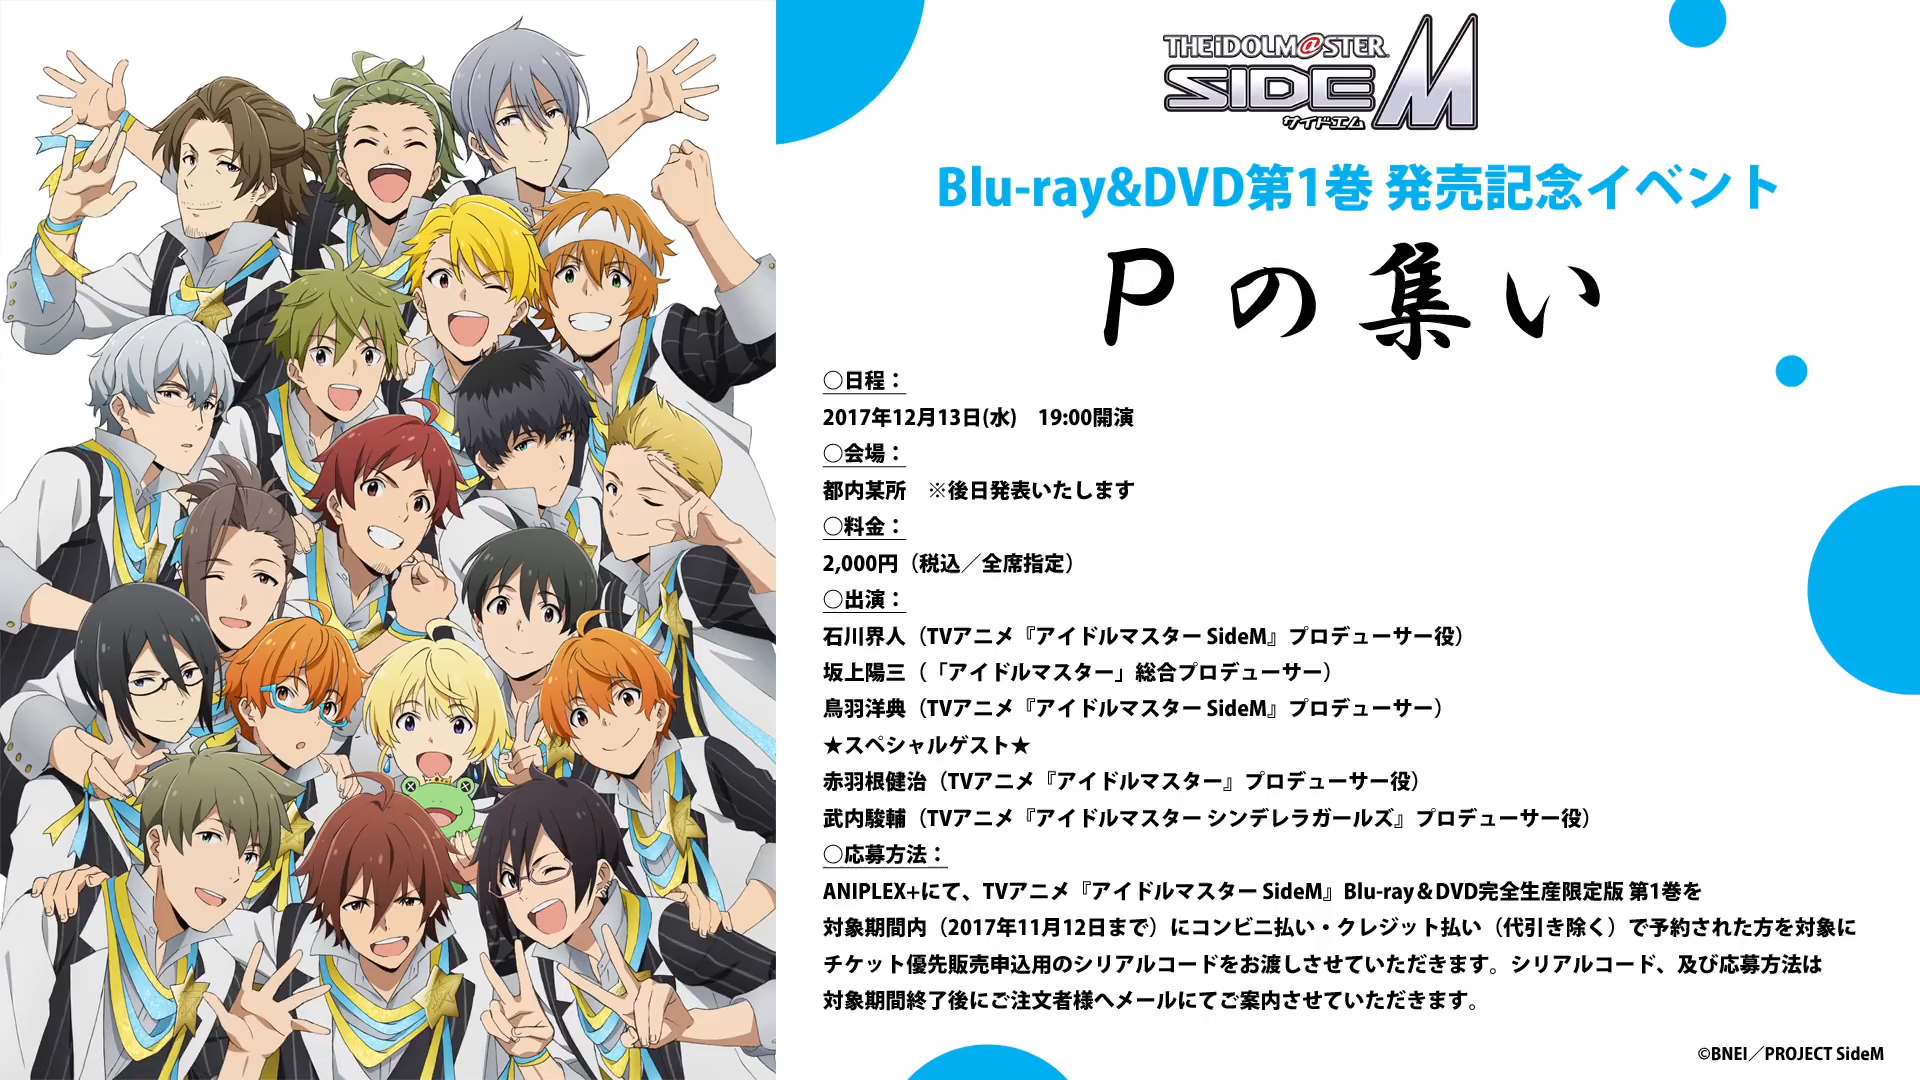 THE iDOLM@STER
SIDEM
サイドエム
Blu-ray&DVD第1巻 発売記念イベント
Pの集い
○日程：
2017年12月13日(水)　19:00開演
○会場：
都内某所　※後日発表いたします
○料金：
2,000円（税込／全席指定）
○出演：
石川界人（TVアニメ『アイドルマスター SideM』プロデューサー役）
坂上陽三（「アイドルマスター」総合プロデューサー）
鳥羽洋典（TVアニメ『アイドルマスター SideM』プロデューサー）
★スペシャルゲスト★
赤羽根健治（TVアニメ『アイドルマスター』プロデューサー役）
武内駿輔（TVアニメ『アイドルマスター シンデレラガールズ』プロデューサー役）
○応募方法：
ANIPLEX+にて、TVアニメ『アイドルマスター SideM』Blu-ray＆DVD完全生産限定版 第1巻を
対象期間内（2017年11月12日まで）にコンビニ払い・クレジット払い（代引き除く）で予約された方を対象に
チケット優先販売申込用のシリアルコードをお渡しさせていただきます。シリアルコード、及び応募方法は
対象期間終了後にご注文者様へメールにてご案内させていただきます。
©BNEI／PROJECT SideM